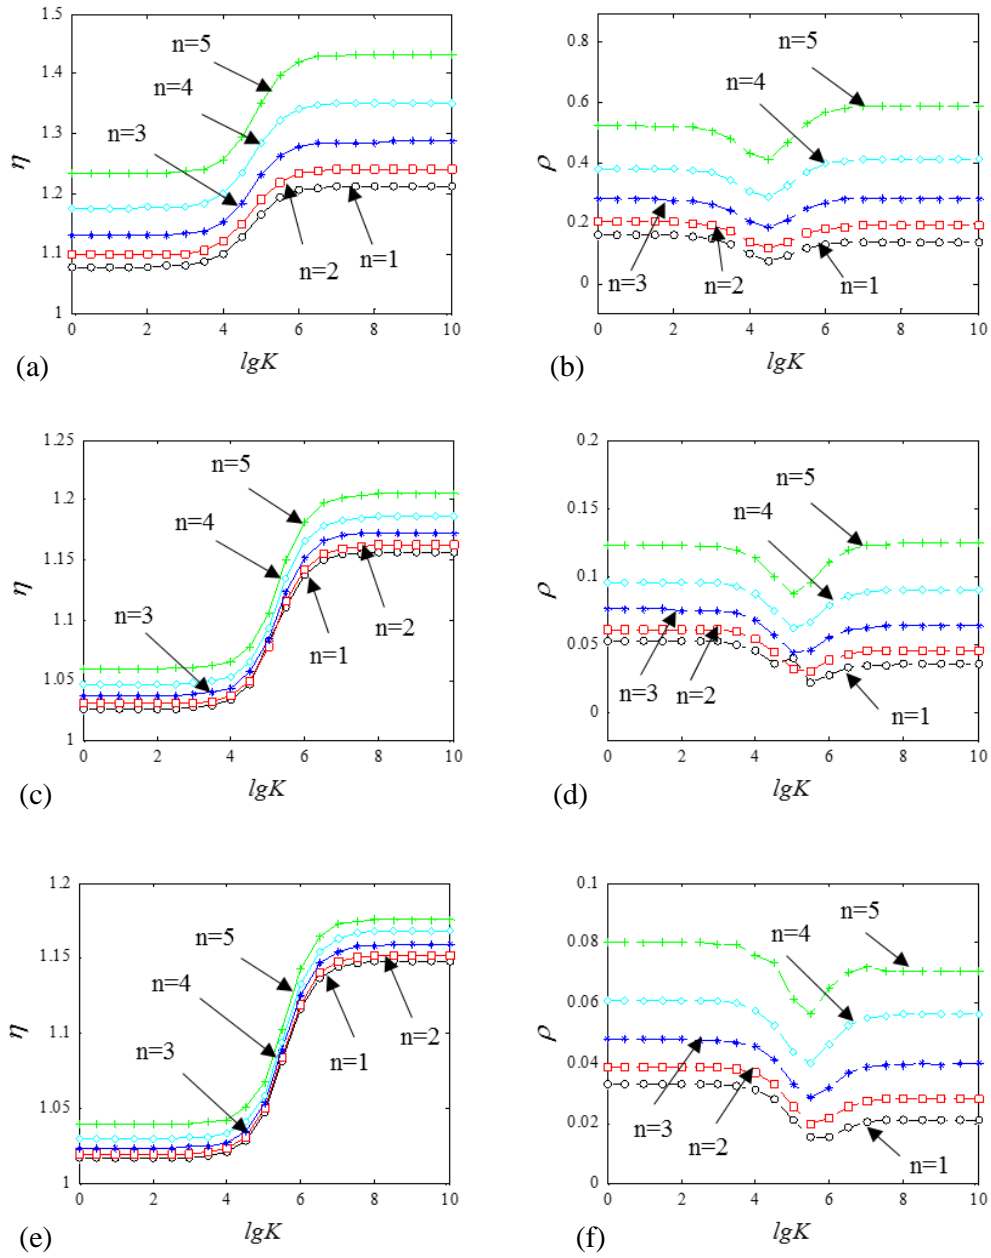 1.5
1.4
1.3
1.2
1.1
1
η
n=5
n=4
n=3
n=2
n=1
0 2 4 6 8 10
lgK
(a)
0.8
0.6
0.4
0.2
0
ρ
n=5
n=4
n=3
n=2
n=1
0 2 4 6 8 10
lgK
(b)
1.25
1.2
1.15
1.1
1.05
1
η
n=5
n=4
n=3
n=2
n=1
0 2 4 6 8 10
lgK
(c)
0.2
0.15
0.1
0.05
0
ρ
n=5
n=4
n=3
n=2
n=1
0 2 4 6 8 10
lgK
(d)
1.2
1.15
1.1
1.05
1
η
n=5
n=4
n=3
n=1
n=2
0 2 4 6 8 10
lgK
(e)
0.1
0.08
0.06
0.04
0.02
0
ρ
n=5
n=4
n=3
n=2
n=1
0 2 4 6 8 10
lgK
(f)